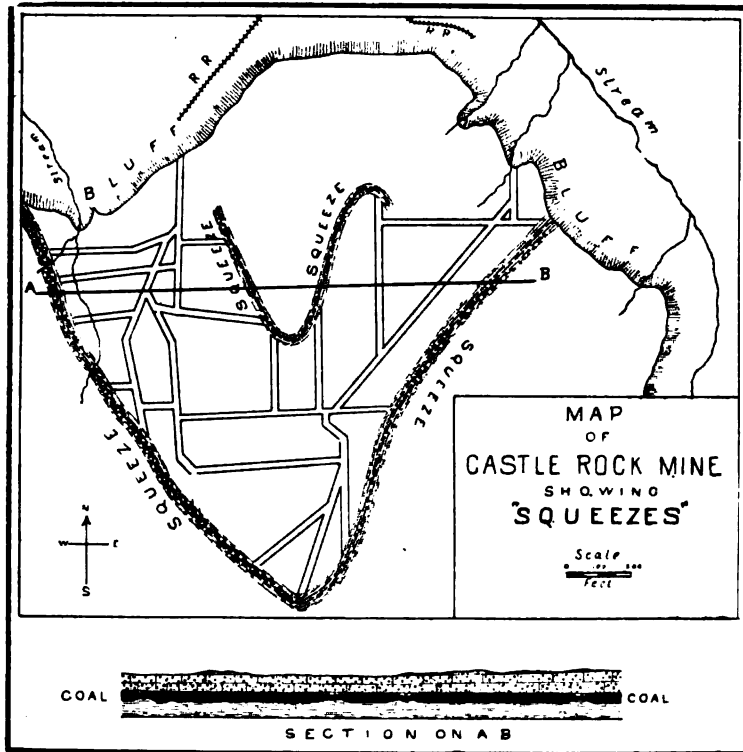 R R
R R
Stream
Stream
BLUFF
BLUFF
SQUEEZE
SQUEEZE
A
B
SQUEEZE
SQUEEZE
MAP
OF
CASTLE ROCK MINE
SHOWING
"SQUEEZES"
Scale
0
Feet
N
W
E
S
COAL
COAL
SECTION ON A B